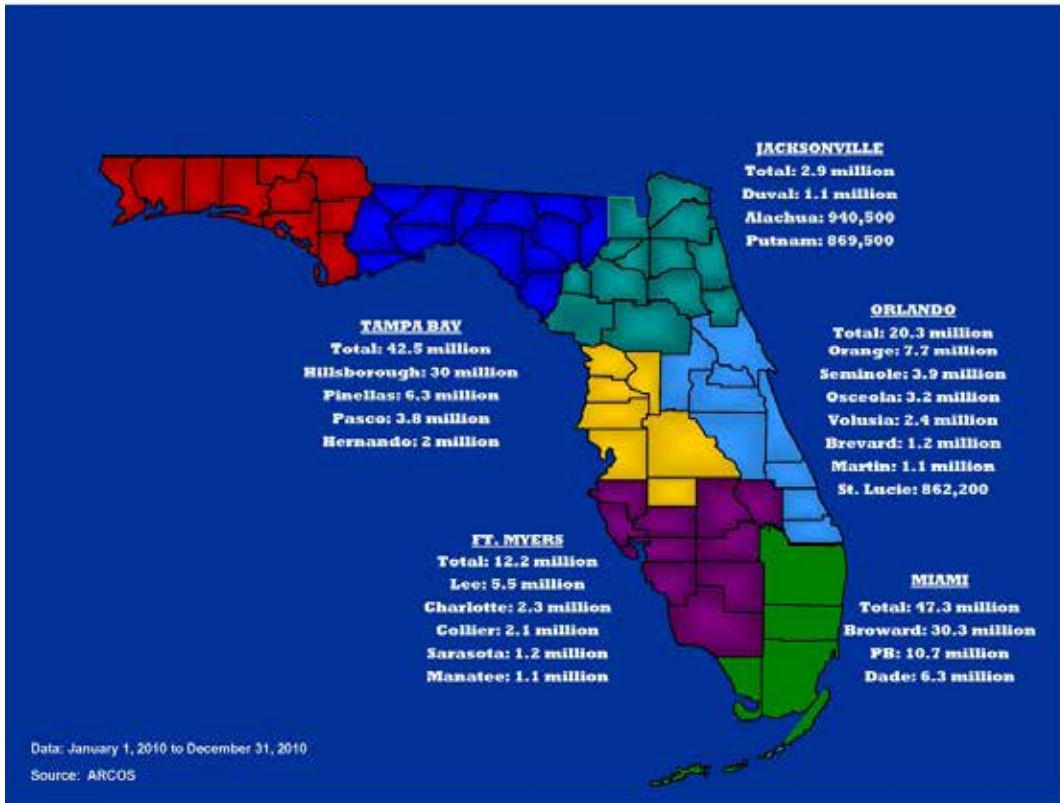 JACKSONVILLE
Total: 2.9 million
Duval: 1.1 million
Alachua: 940,500
Putnam: 869,500
ORLANDO
Total: 20.3 million
Orange: 7.7 million
Seminole: 3.9 million
Osceola: 3.2 million
Volusia: 2.4 million
Brevard: 1.2 million
Martin: 1.1 million
St. Lucie: 862,200
TAMPA BAY
Total: 42.5 million
Hillsborough: 30 million
Pinellas: 6.3 million
Pasco: 3.8 million
Hernando: 2 million
FT. MYERS
Total: 12.2 million
Lee: 5.5 million
Charlotte: 2.3 million
Collier: 2.1 million
Sarasota: 1.2 million
Manatee: 1.1 million
MIAMI
Total: 47.3 million
Broward: 30.3 million
PB: 10.7 million
Dade: 6.3 million
Data: January 1, 2010 to December 31, 2010
Source: ARCOS